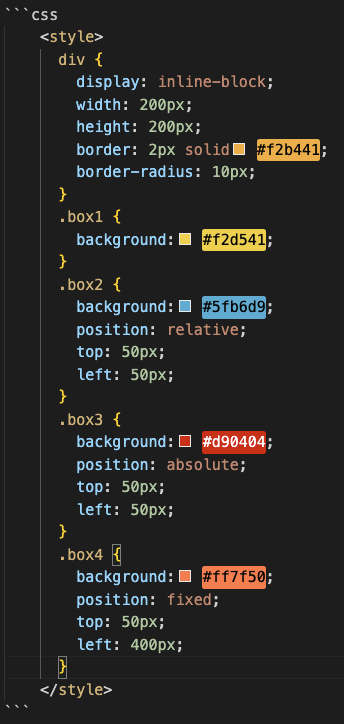 ```css
<style>
div {
display: inline-block;
width: 200px;
height: 200px;
border: 2px solid #f2b441;
border-radius: 10px;
}
.box1 {
background: #f2d541;
}
.box2 {
background: #5fb6d9;
position: relative;
top: 50px;
left: 50px;
}
.box3 {
background: #d90404;
position: absolute;
top: 50px;
left: 50px;
}
.box4 {
background: #ff7f50;
position: fixed;
top: 50px;
left: 400px;
}
</style>
```